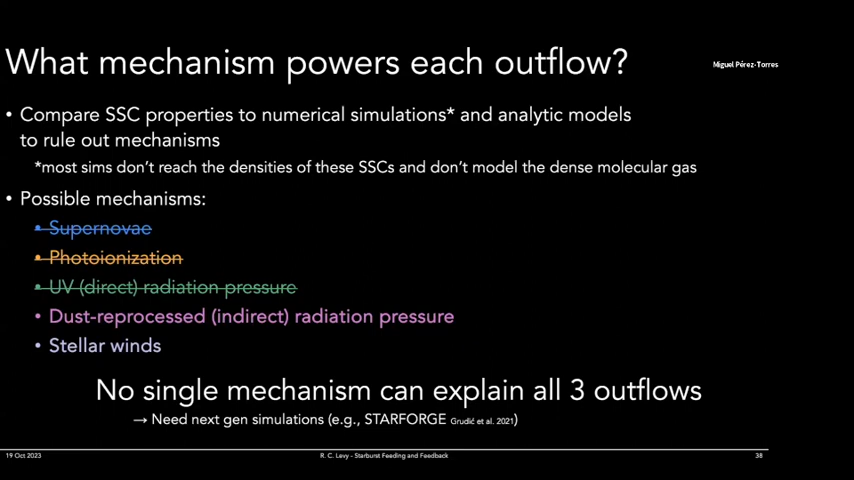 What mechanism powers each outflow?
Miguel Pérez-Torres
• Compare SSC properties to numerical simulations* and analytic models
to rule out mechanisms
*most sims don't reach the densities of these SSCs and don't model the dense molecular gas
• Possible mechanisms:
• Supernovae
• Photoionization
• UV (direct) radiation pressure
• Dust-reprocessed (indirect) radiation pressure
• Stellar winds
No single mechanism can explain all 3 outflows
→ Need next gen simulations (e.g., STARFORGE Grudić et al. 2021)
19 Oct 2023
R. C. Levy - Starburst Feeding and Feedback
38